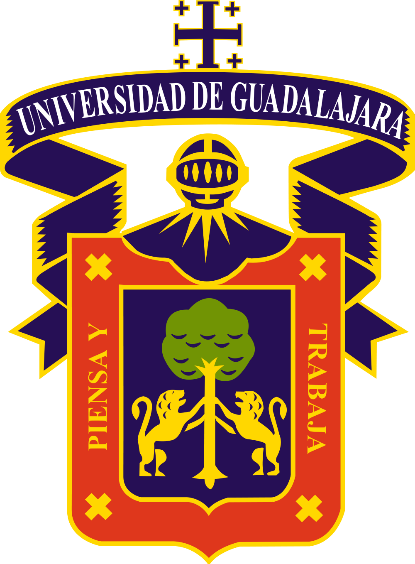 UNIVERSIDAD DE GUADALAJARA
PIENSA Y
TRABAJA